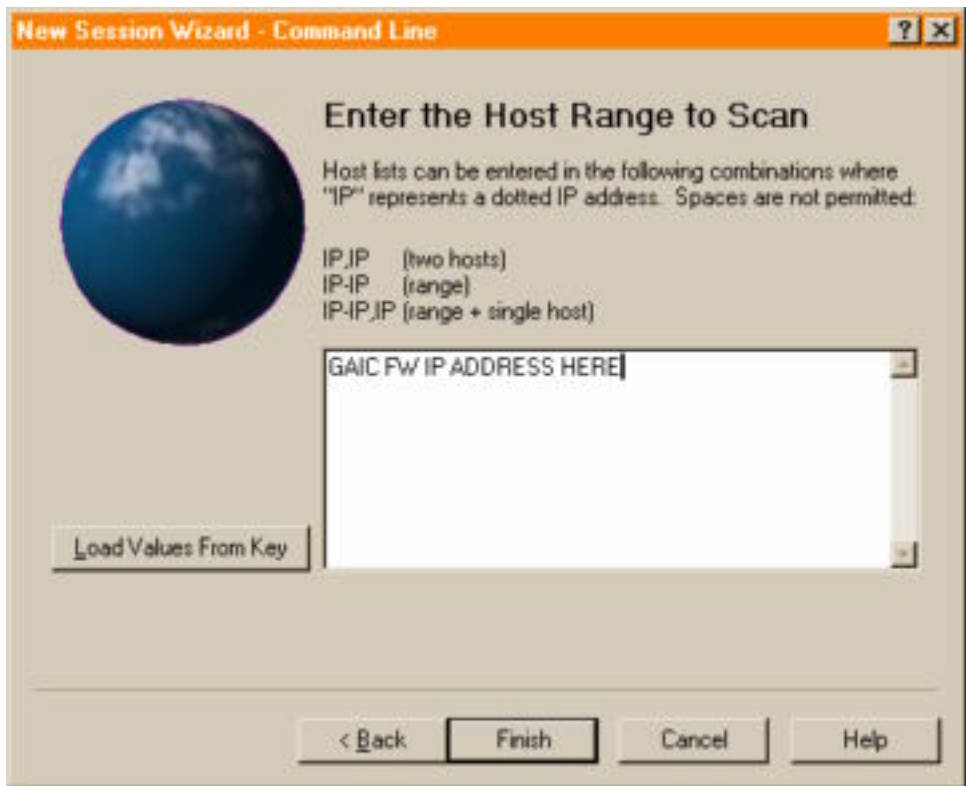 New Session Wizard - Command Line
Enter the Host Range to Scan
Host lists can be entered in the following combinations where
"IP" represents a dotted IP address. Spaces are not permitted:
IP,IP (two hosts)
IP-IP (range)
IP-IP,IP (range + single host)
GAIC FW IP ADDRESS HERE
Load Values From Key
< Back Finish Cancel Help